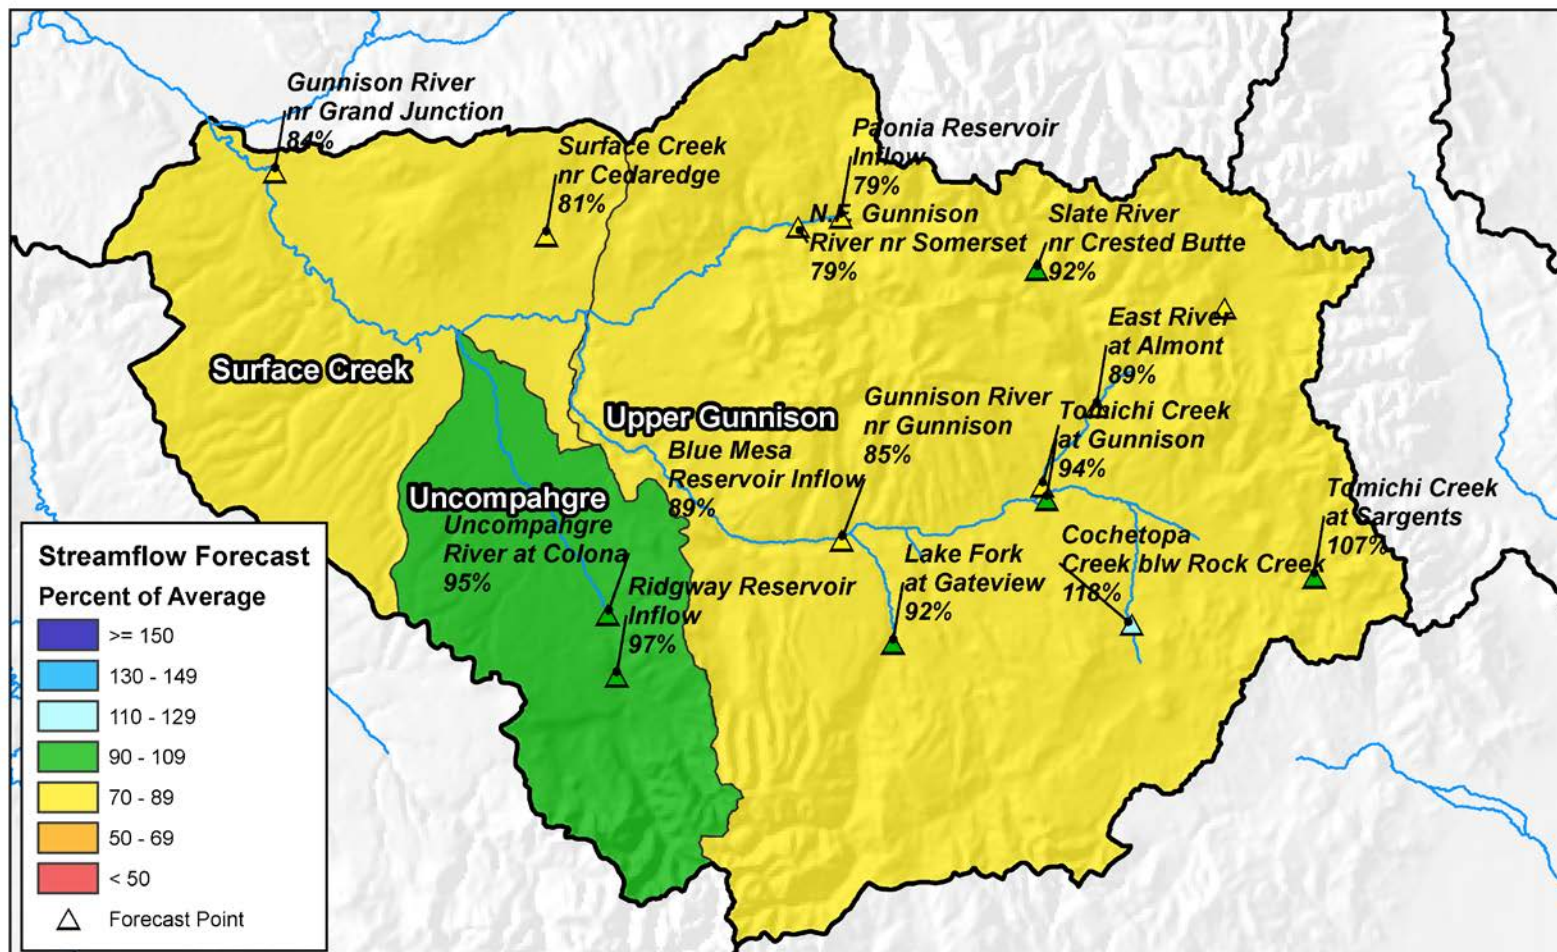 Gunnison River
nr Grand Junction
84%
Surface Creek
nr Cedaredge
81%
Paonia Reservoir
Inflow
79%
N.F. Gunnison
River nr Somerset
79%
Slate River
nr Crested Butte
92%
East River
at Almont
89%
Surface Creek
Upper Gunnison
Gunnison River
nr Gunnison
85%
Tomichi Creek
at Gunnison
94%
Blue Mesa
Reservoir Inflow
89%
Tomichi Creek
at Sargents
107%
Uncompahgre
Uncompahgre
River at Colona
95%
Ridgway Reservoir
Inflow
97%
Lake Fork
at Gateview
92%
Cochetopa
Creek blw Rock Creek
118%
Streamflow Forecast
Percent of Average
>= 150
130 - 149
110 - 129
90 - 109
70 - 89
50 - 69
< 50
Forecast Point